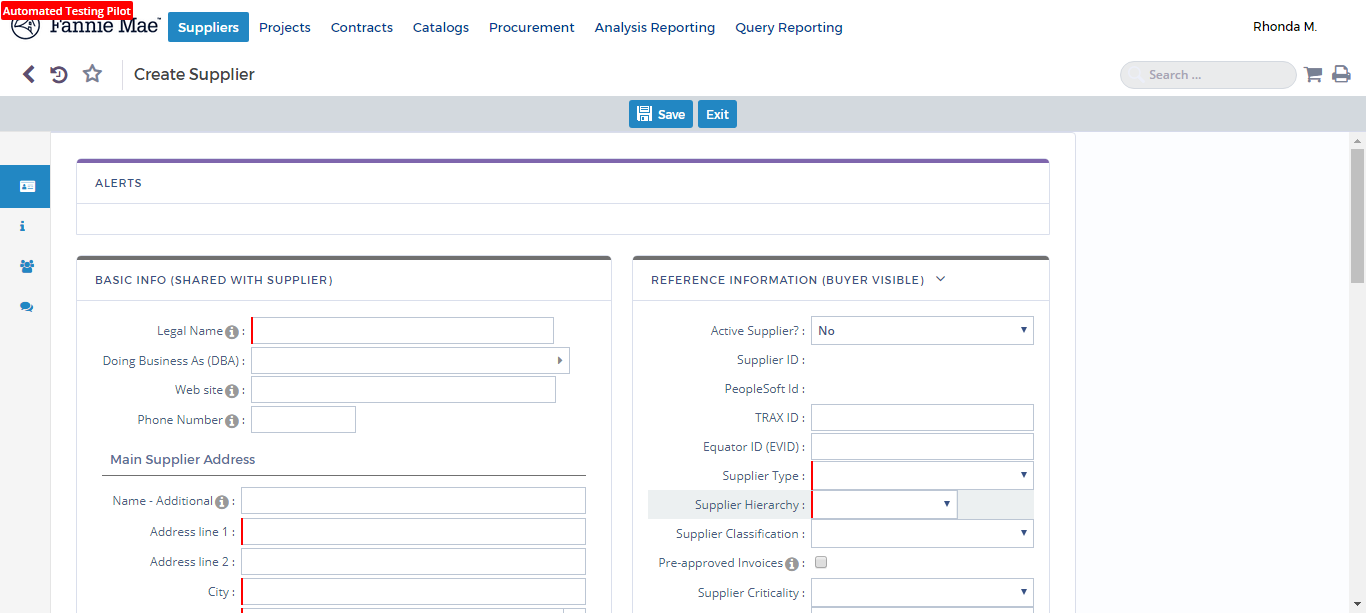 Automated Testing Pilot
Fannie Mae Suppliers Projects Contracts Catalogs Procurement Analysis Reporting Query Reporting Rhonda M.
Create Supplier Search ...
Save Exit
ALERTS
BASIC INFO (SHARED WITH SUPPLIER)
Legal Name :
Doing Business As (DBA) :
Web site :
Phone Number :
Main Supplier Address
Name - Additional :
Address line 1 :
Address line 2 :
City :
REFERENCE INFORMATION (BUYER VISIBLE)
Active Supplier? : No
Supplier ID :
PeopleSoft Id :
TRAX ID :
Equator ID (EVID) :
Supplier Type :
Supplier Hierarchy :
Supplier Classification :
Pre-approved Invoices :
Supplier Criticality :